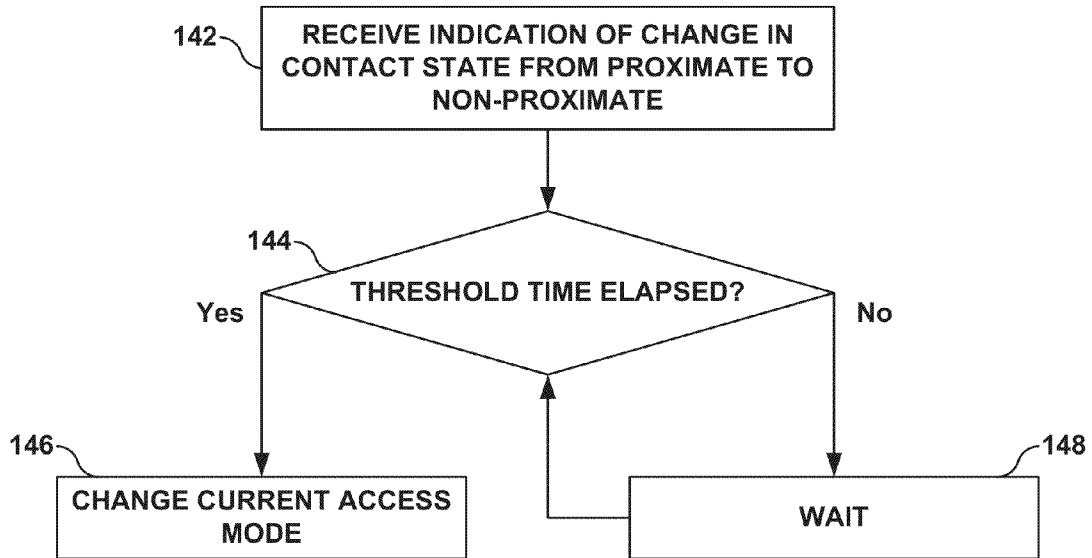 142
RECEIVE INDICATION OF CHANGE IN
CONTACT STATE FROM PROXIMATE TO
NON-PROXIMATE
144
THRESHOLD TIME ELAPSED?
Yes
No
146
CHANGE CURRENT ACCESS
MODE
148
WAIT